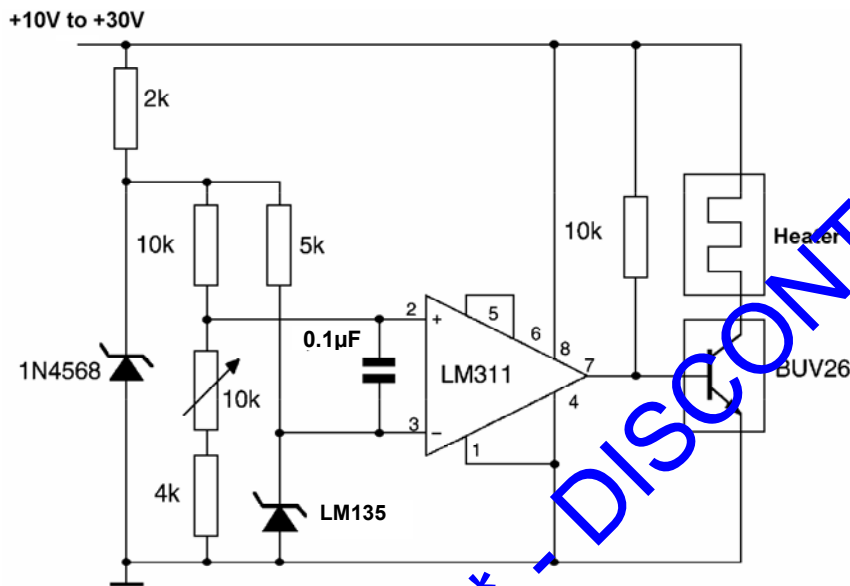 +10V to +30V
2k
10k
5k
10k
Heater
2
+
5
6
8
0.1µF
7
1N4568
10k
LM311
BUV26
4
3
−
1
4k
LM135
* - DISCONT